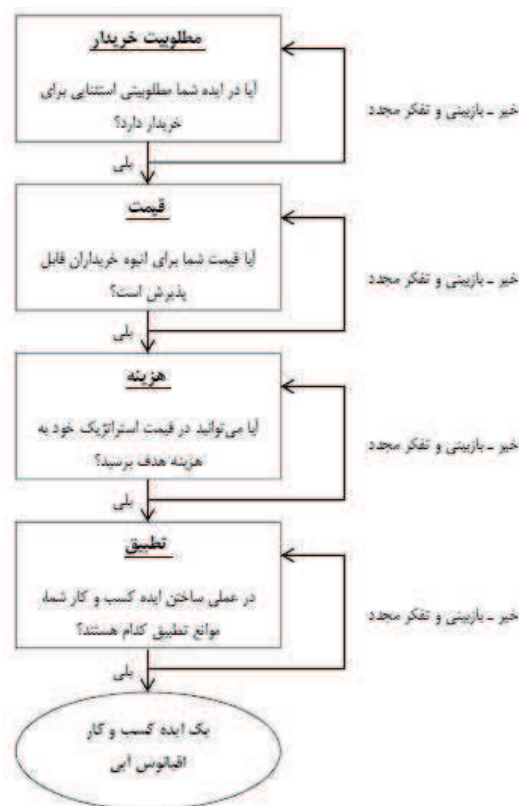 مطلوبیت خریدار
آیا در ایده شما مطلوبیتی استثنایی برای
خریدار دارد؟
خیر ـ بازبینی و تفکر مجدد
بلی
قیمت
آیا قیمت شما برای انبوه خریداران قابل
پذیرش است؟
خیر ـ بازبینی و تفکر مجدد
بلی
هزینه
آیا می‌توانید در قیمت استراتژیک خود به
هزینه هدف برسید؟
خیر ـ بازبینی و تفکر مجدد
بلی
تطبیق
در عملی ساختن ایده کسب و کار شما،
موانع تطبیق کدام هستند؟
خیر ـ بازبینی و تفکر مجدد
بلی
یک ایده کسب و کار
اقیانوس آبی